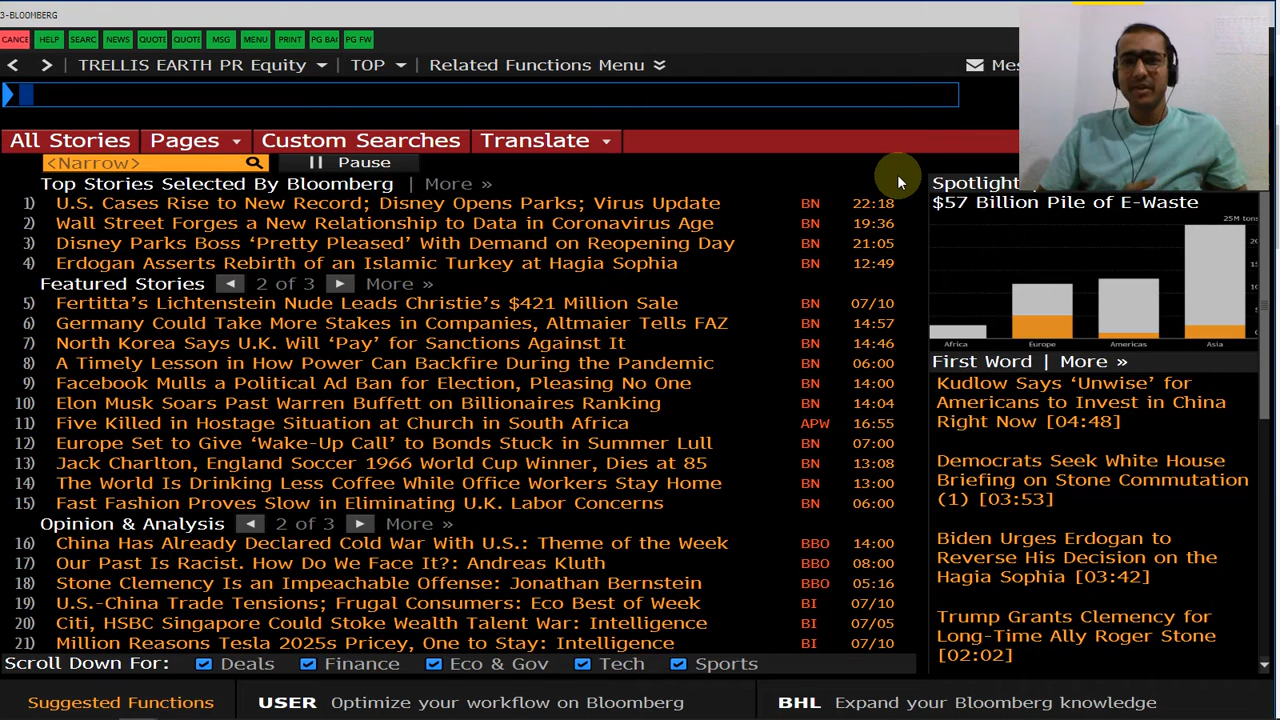 3-BLOOMBERG
CANCE HELP SEARC NEWS QUOTE QUOTE MSG MENU PRINT PG BAC PG FW
< > TRELLIS EARTH PR Equity TOP Related Functions Menu
All Stories Pages Custom Searches Translate
<Narrow> Pause
Top Stories Selected By Bloomberg | More »
1) U.S. Cases Rise to New Record; Disney Opens Parks; Virus Update BN 22:18
2) Wall Street Forges a New Relationship to Data in Coronavirus Age BN 19:36
3) Disney Parks Boss ‘Pretty Pleased’ With Demand on Reopening Day BN 21:05
4) Erdogan Asserts Rebirth of an Islamic Turkey at Hagia Sophia BN 12:49
Featured Stories 2 of 3 More »
5) Fertitta’s Lichtenstein Nude Leads Christie’s $421 Million Sale BN 07/10
6) Germany Could Take More Stakes in Companies, Altmaier Tells FAZ BN 14:57
7) North Korea Says U.K. Will ‘Pay’ for Sanctions Against It BN 14:46
8) A Timely Lesson in How Power Can Backfire During the Pandemic BN 06:00
9) Facebook Mulls a Political Ad Ban for Election, Pleasing No One BN 14:00
10) Elon Musk Soars Past Warren Buffett on Billionaires Ranking BN 14:04
11) Five Killed in Hostage Situation at Church in South Africa APW 16:55
12) Europe Set to Give ‘Wake-Up Call’ to Bonds Stuck in Summer Lull BN 07:00
13) Jack Charlton, England Soccer 1966 World Cup Winner, Dies at 85 BN 13:08
14) The World Is Drinking Less Coffee While Office Workers Stay Home BN 13:00
15) Fast Fashion Proves Slow in Eliminating U.K. Labor Concerns BN 06:00
Opinion & Analysis 2 of 3 More »
16) China Has Already Declared Cold War With U.S.: Theme of the Week BBO 14:00
17) Our Past Is Racist. How Do We Face It?: Andreas Kluth BBO 08:00
18) Stone Clemency Is an Impeachable Offense: Jonathan Bernstein BBO 05:16
19) U.S.-China Trade Tensions; Frugal Consumers: Eco Best of Week BI 07/10
20) Citi, HSBC Singapore Could Stoke Wealth Talent War: Intelligence BI 07/05
21) Million Reasons Tesla 2025s Pricey, One to Stay: Intelligence BI 07/10
Scroll Down For: Deals Finance Eco & Gov Tech Sports
Spotlight
$57 Billion Pile of E-Waste
25M tons
Africa Europe Americas Asia
First Word | More »
Kudlow Says ‘Unwise’ for
Americans to Invest in China
Right Now [04:48]
Democrats Seek White House
Briefing on Stone Commutation
(1) [03:53]
Biden Urges Erdogan to
Reverse His Decision on the
Hagia Sophia [03:42]
Trump Grants Clemency for
Long-Time Ally Roger Stone
[02:02]
Suggested Functions USER Optimize your workflow on Bloomberg BHL Expand your Bloomberg knowledge